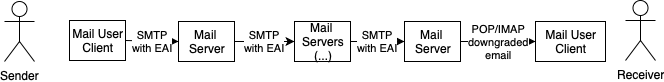 Sender
Mail User
Client
SMTP
with EAI
Mail
Server
SMTP
with EAI
Mail
Servers
(...)
SMTP
with EAI
Mail
Server
POP/IMAP
downgraded
email
Mail User
Client
Receiver